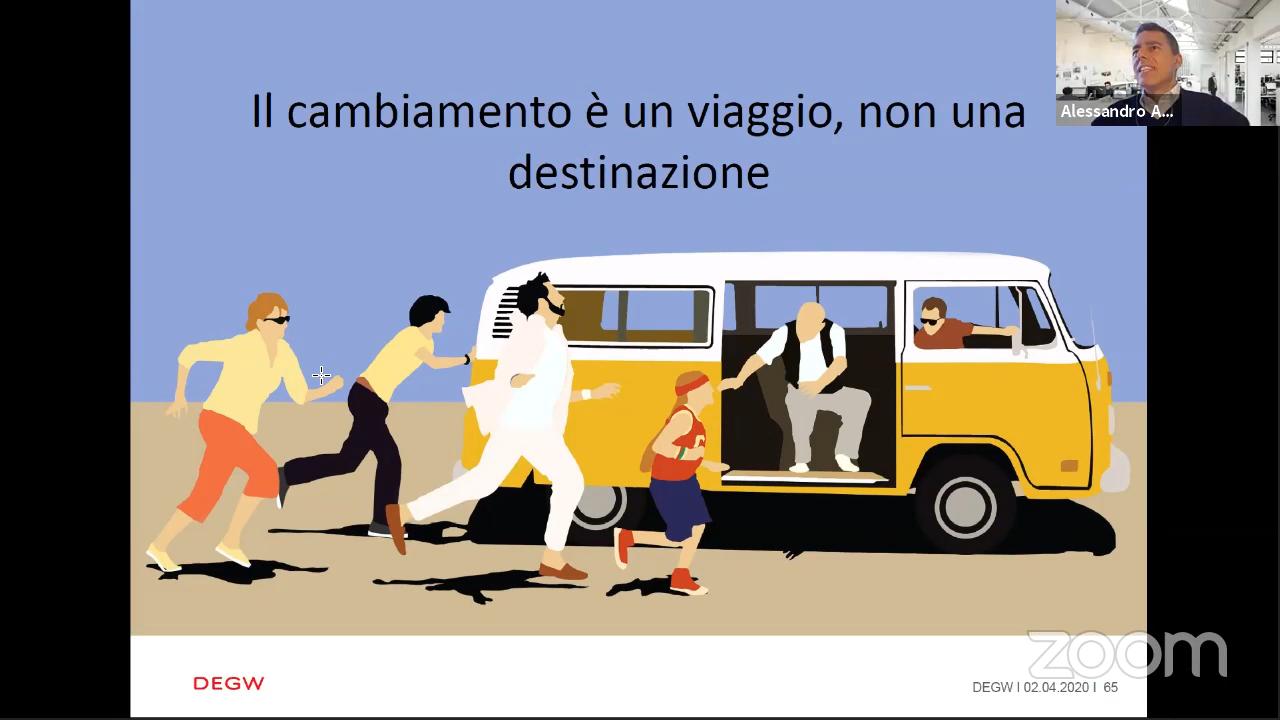 Il cambiamento è un viaggio, non una
destinazione
Alessandro A...
DEGW
DEGW I 02.04.2020 I 65
zoom